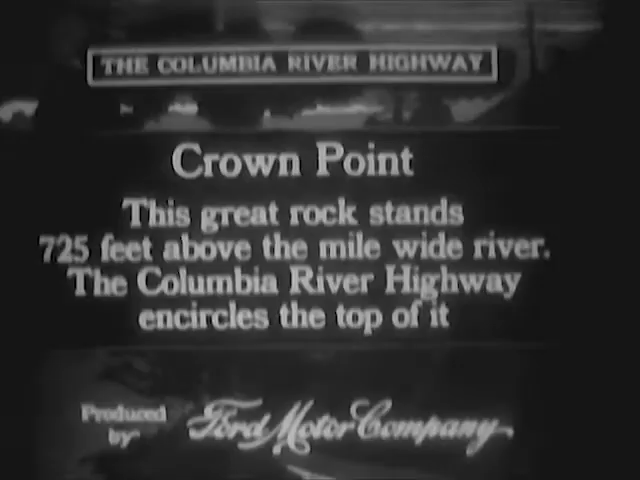 THE COLUMBIA RIVER HIGHWAY
Crown Point
This great rock stands
725 feet above the mile wide river.
The Columbia River Highway
encircles the top of it
Produced
by
Ford Motor Company